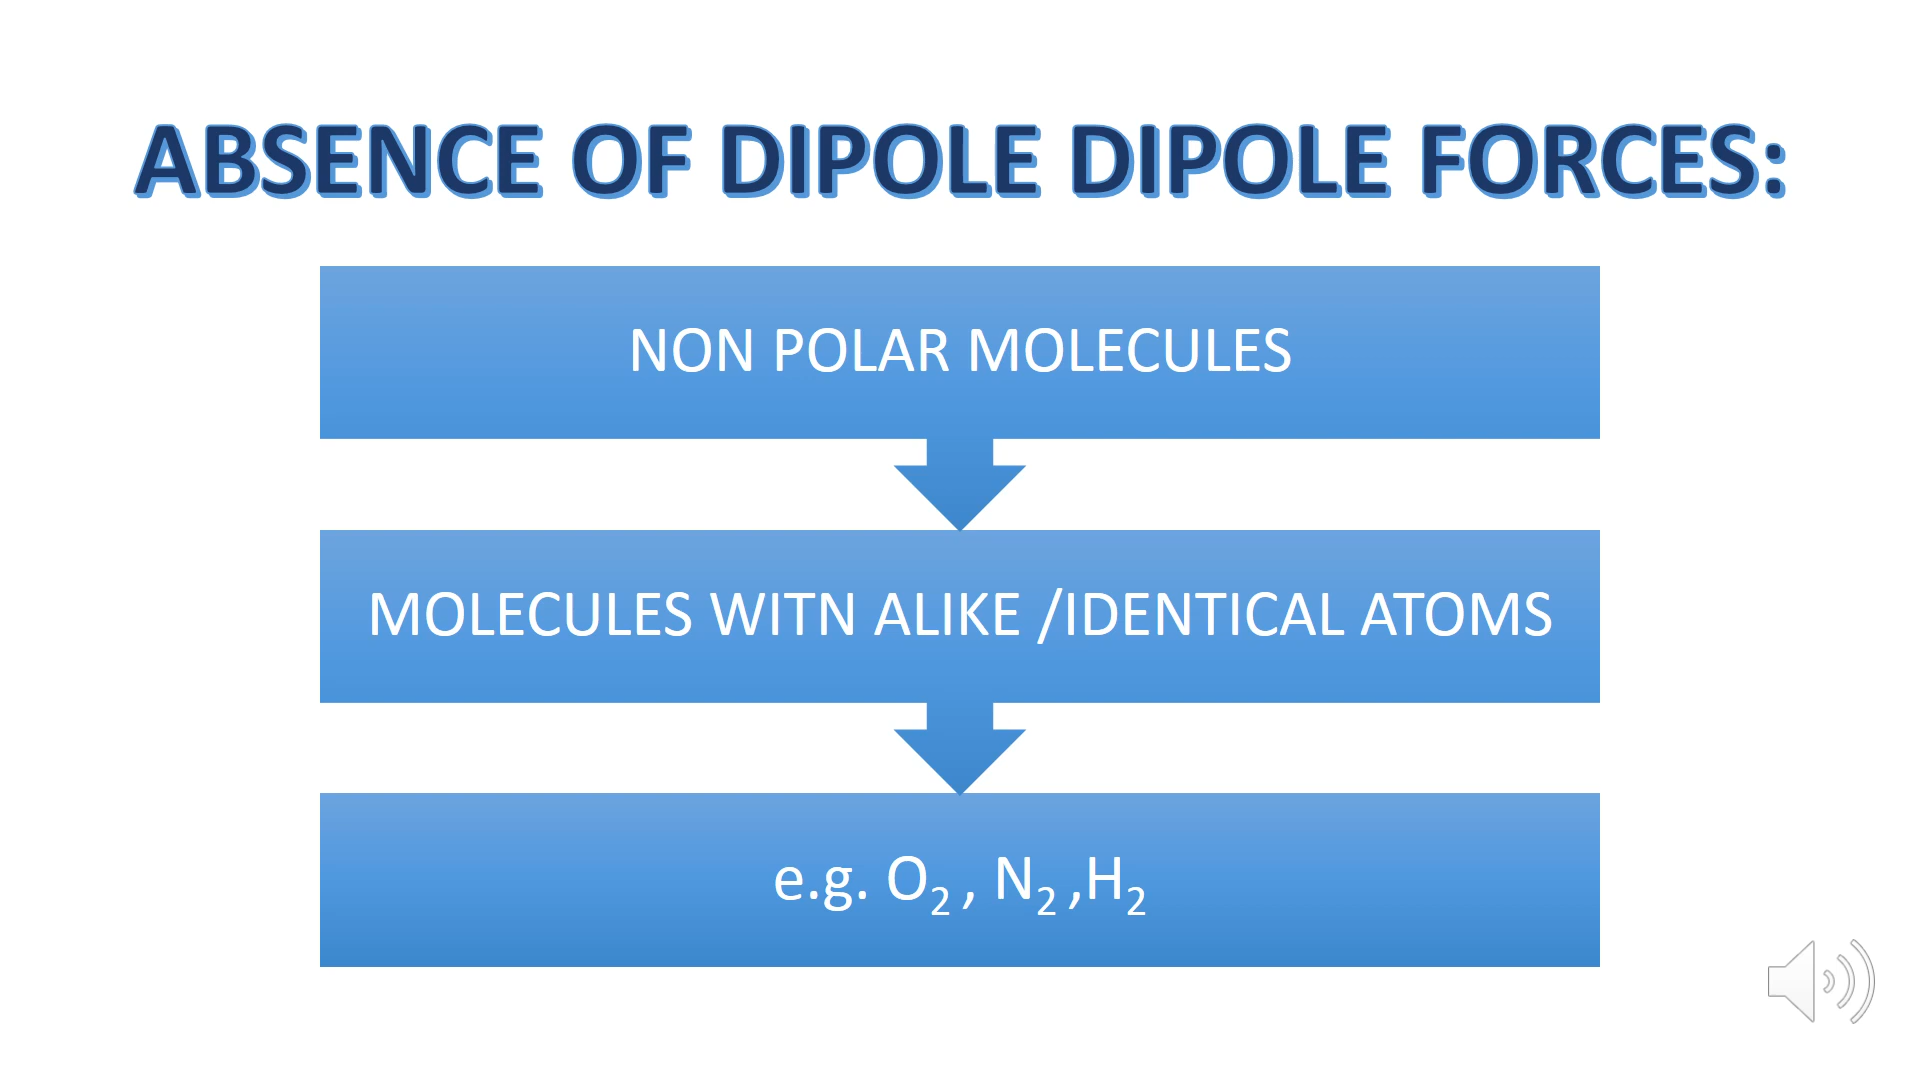 ABSENCE OF DIPOLE DIPOLE FORCES:
NON POLAR MOLECULES
MOLECULES WITN ALIKE /IDENTICAL ATOMS
e.g. O₂ , N₂ ,H₂